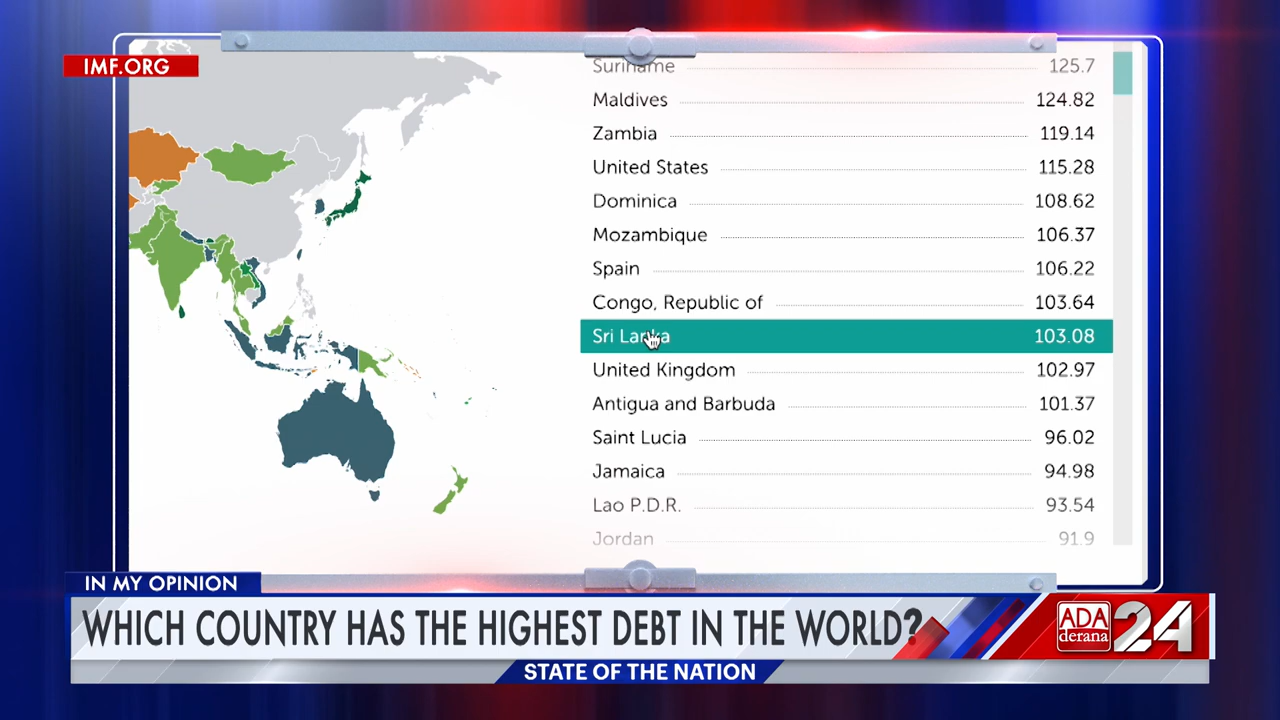 IMF.ORG
Suriname 125.7
Maldives 124.82
Zambia 119.14
United States 115.28
Dominica 108.62
Mozambique 106.37
Spain 106.22
Congo, Republic of 103.64
Sri Lanka 103.08
United Kingdom 102.97
Antigua and Barbuda 101.37
Saint Lucia 96.02
Jamaica 94.98
Lao P.D.R. 93.54
Jordan 91.9
IN MY OPINION
WHICH COUNTRY HAS THE HIGHEST DEBT IN THE WORLD?
ADA
derana
24
STATE OF THE NATION